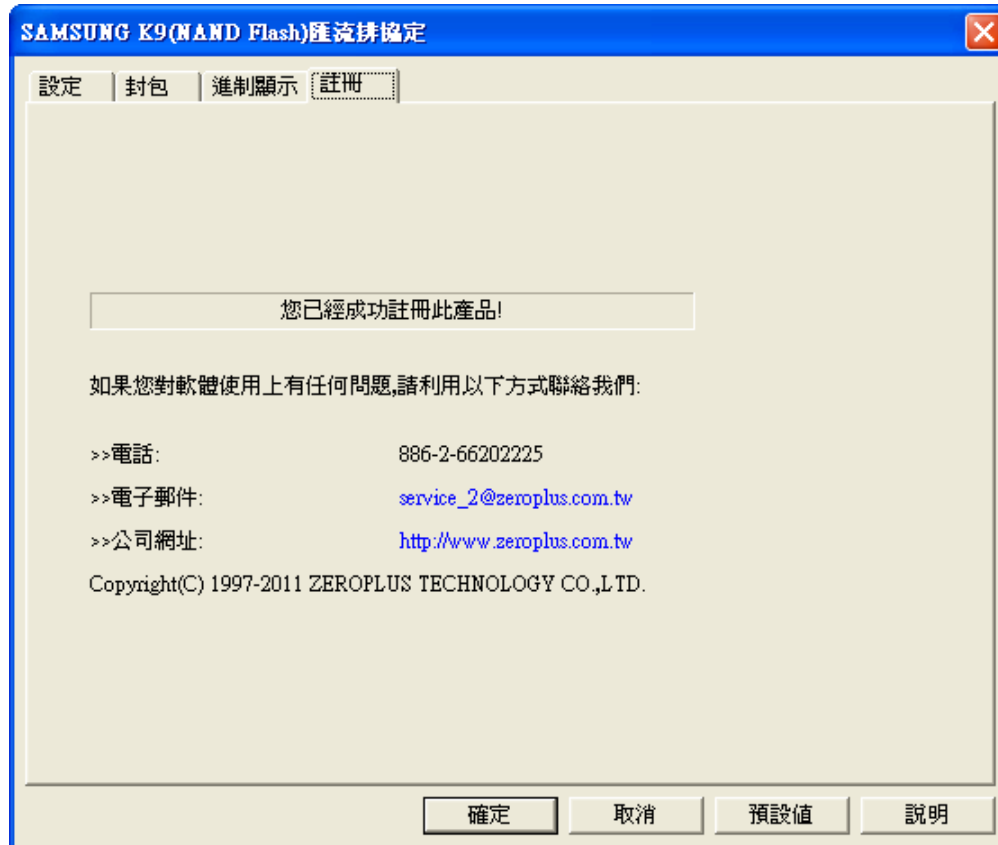 SAMSUNG K9(NAND Flash)匯流排協定
設定 封包 進制顯示 註冊
您已經成功註冊此產品!
如果您對軟體使用上有任何問題,請利用以下方式聯絡我們:
>>電話: 886-2-66202225
>>電子郵件: service_2@zeroplus.com.tw
>>公司網址: http://www.zeroplus.com.tw
Copyright(C) 1997-2011 ZEROPLUS TECHNOLOGY CO.,LTD.
確定 取消 預設值 說明